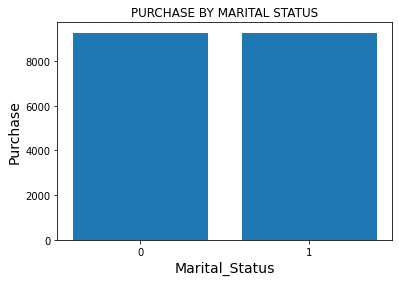 PURCHASE BY MARITAL STATUS
8000
6000
4000
2000
0
Purchase
0 1
Marital_Status